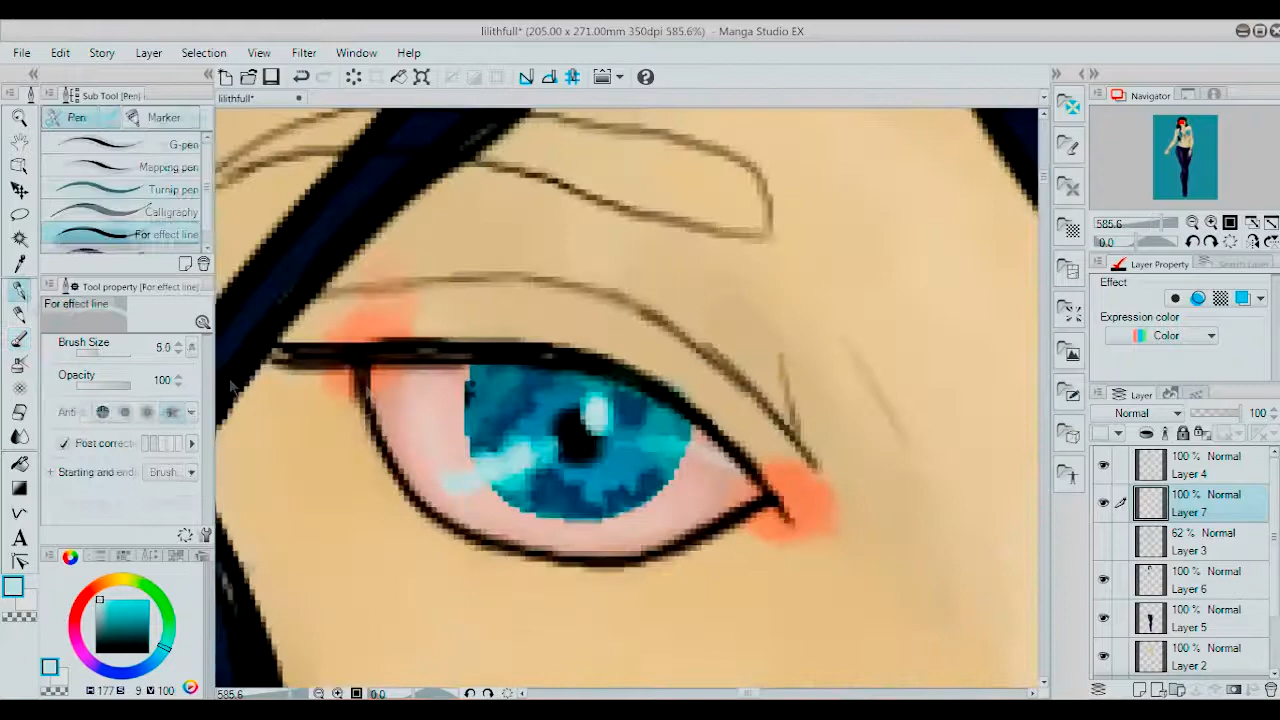 lilithfull* (205.00 x 271.00mm 350dpi 585.6%) - Manga Studio EX
File Edit Story Layer Selection View Filter Window Help
Sub Tool [Pen]
lilithfull*
Navigator
Pen Marker
G-pen
Mapping pen
Turnip pen
Calligraphy
For effect line
585.6
0.0
Tool property [For effect line]
For effect line
Brush Size 5.0
Opacity 100
Anti
Post correc
Starting and en Brush
Layer Property Search Layer
Effect
Expression color
Color
Layer
Normal 100
100 % Normal
Layer 4
100 % Normal
Layer 7
62 % Normal
Layer 3
100 % Normal
Layer 6
100 % Normal
Layer 5
100 % Normal
Layer 2
H 177 S 9 V 100
585.6 0.0